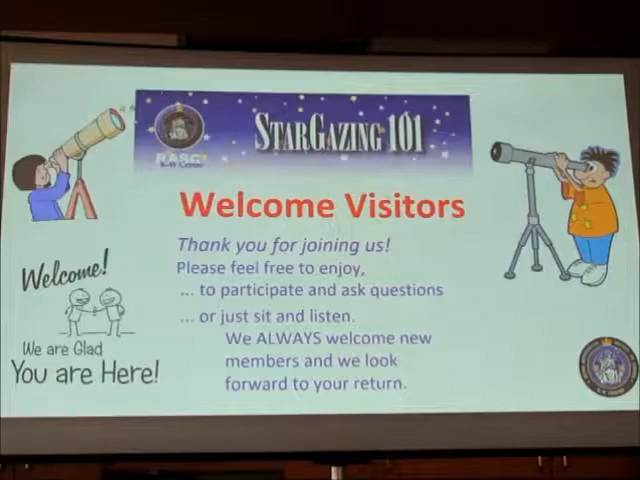 StarGazing 101
RASC
K-W Centre
Welcome Visitors
Thank you for joining us!
Please feel free to enjoy,
... to participate and ask questions
... or just sit and listen.
We ALWAYS welcome new
members and we look
forward to your return.
Welcome!
We are Glad
You are Here!